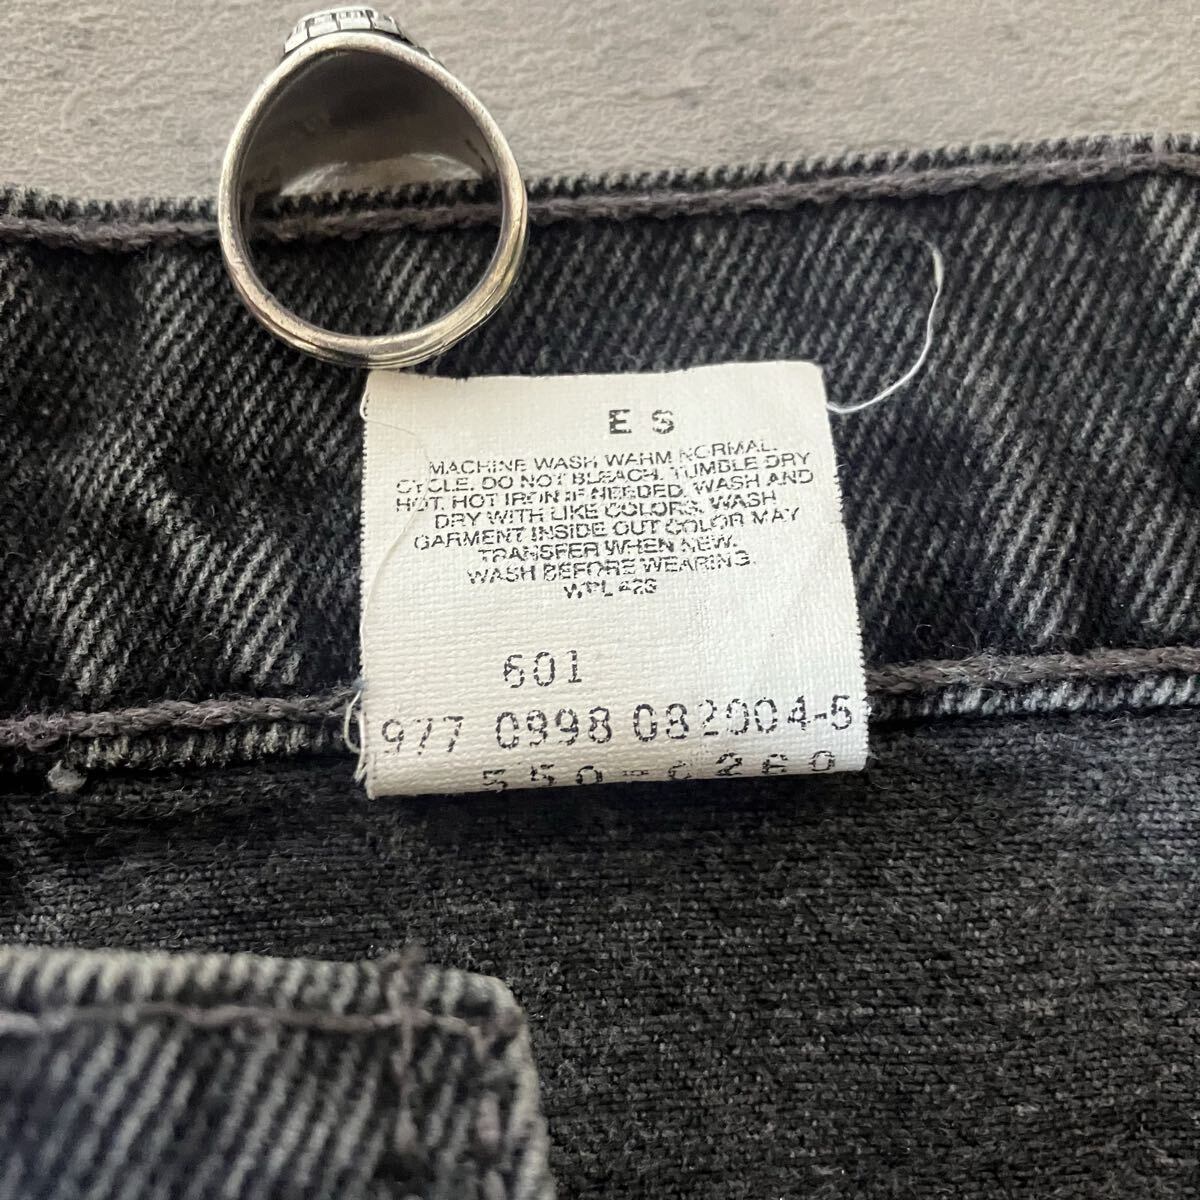 E S
MACHINE WASH WARM NORMAL
CYCLE. DO NOT BLEACH. TUMBLE DRY
HOT. HOT IRON IF NEEDED. WASH AND
DRY WITH LIKE COLORS. WASH
GARMENT INSIDE OUT COLOR MAY
TRANSFER WHEN NEW.
WASH BEFORE WEARING.
WPL 423
601
977 0998 082004-5
550-